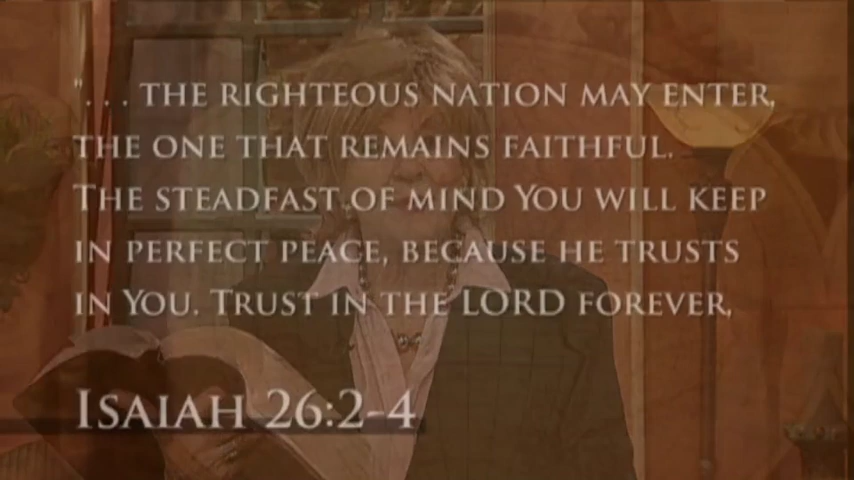 ". . . THE RIGHTEOUS NATION MAY ENTER,
THE ONE THAT REMAINS FAITHFUL.
THE STEADFAST OF MIND YOU WILL KEEP
IN PERFECT PEACE, BECAUSE HE TRUSTS
IN YOU. TRUST IN THE LORD FOREVER,
ISAIAH 26:2-4